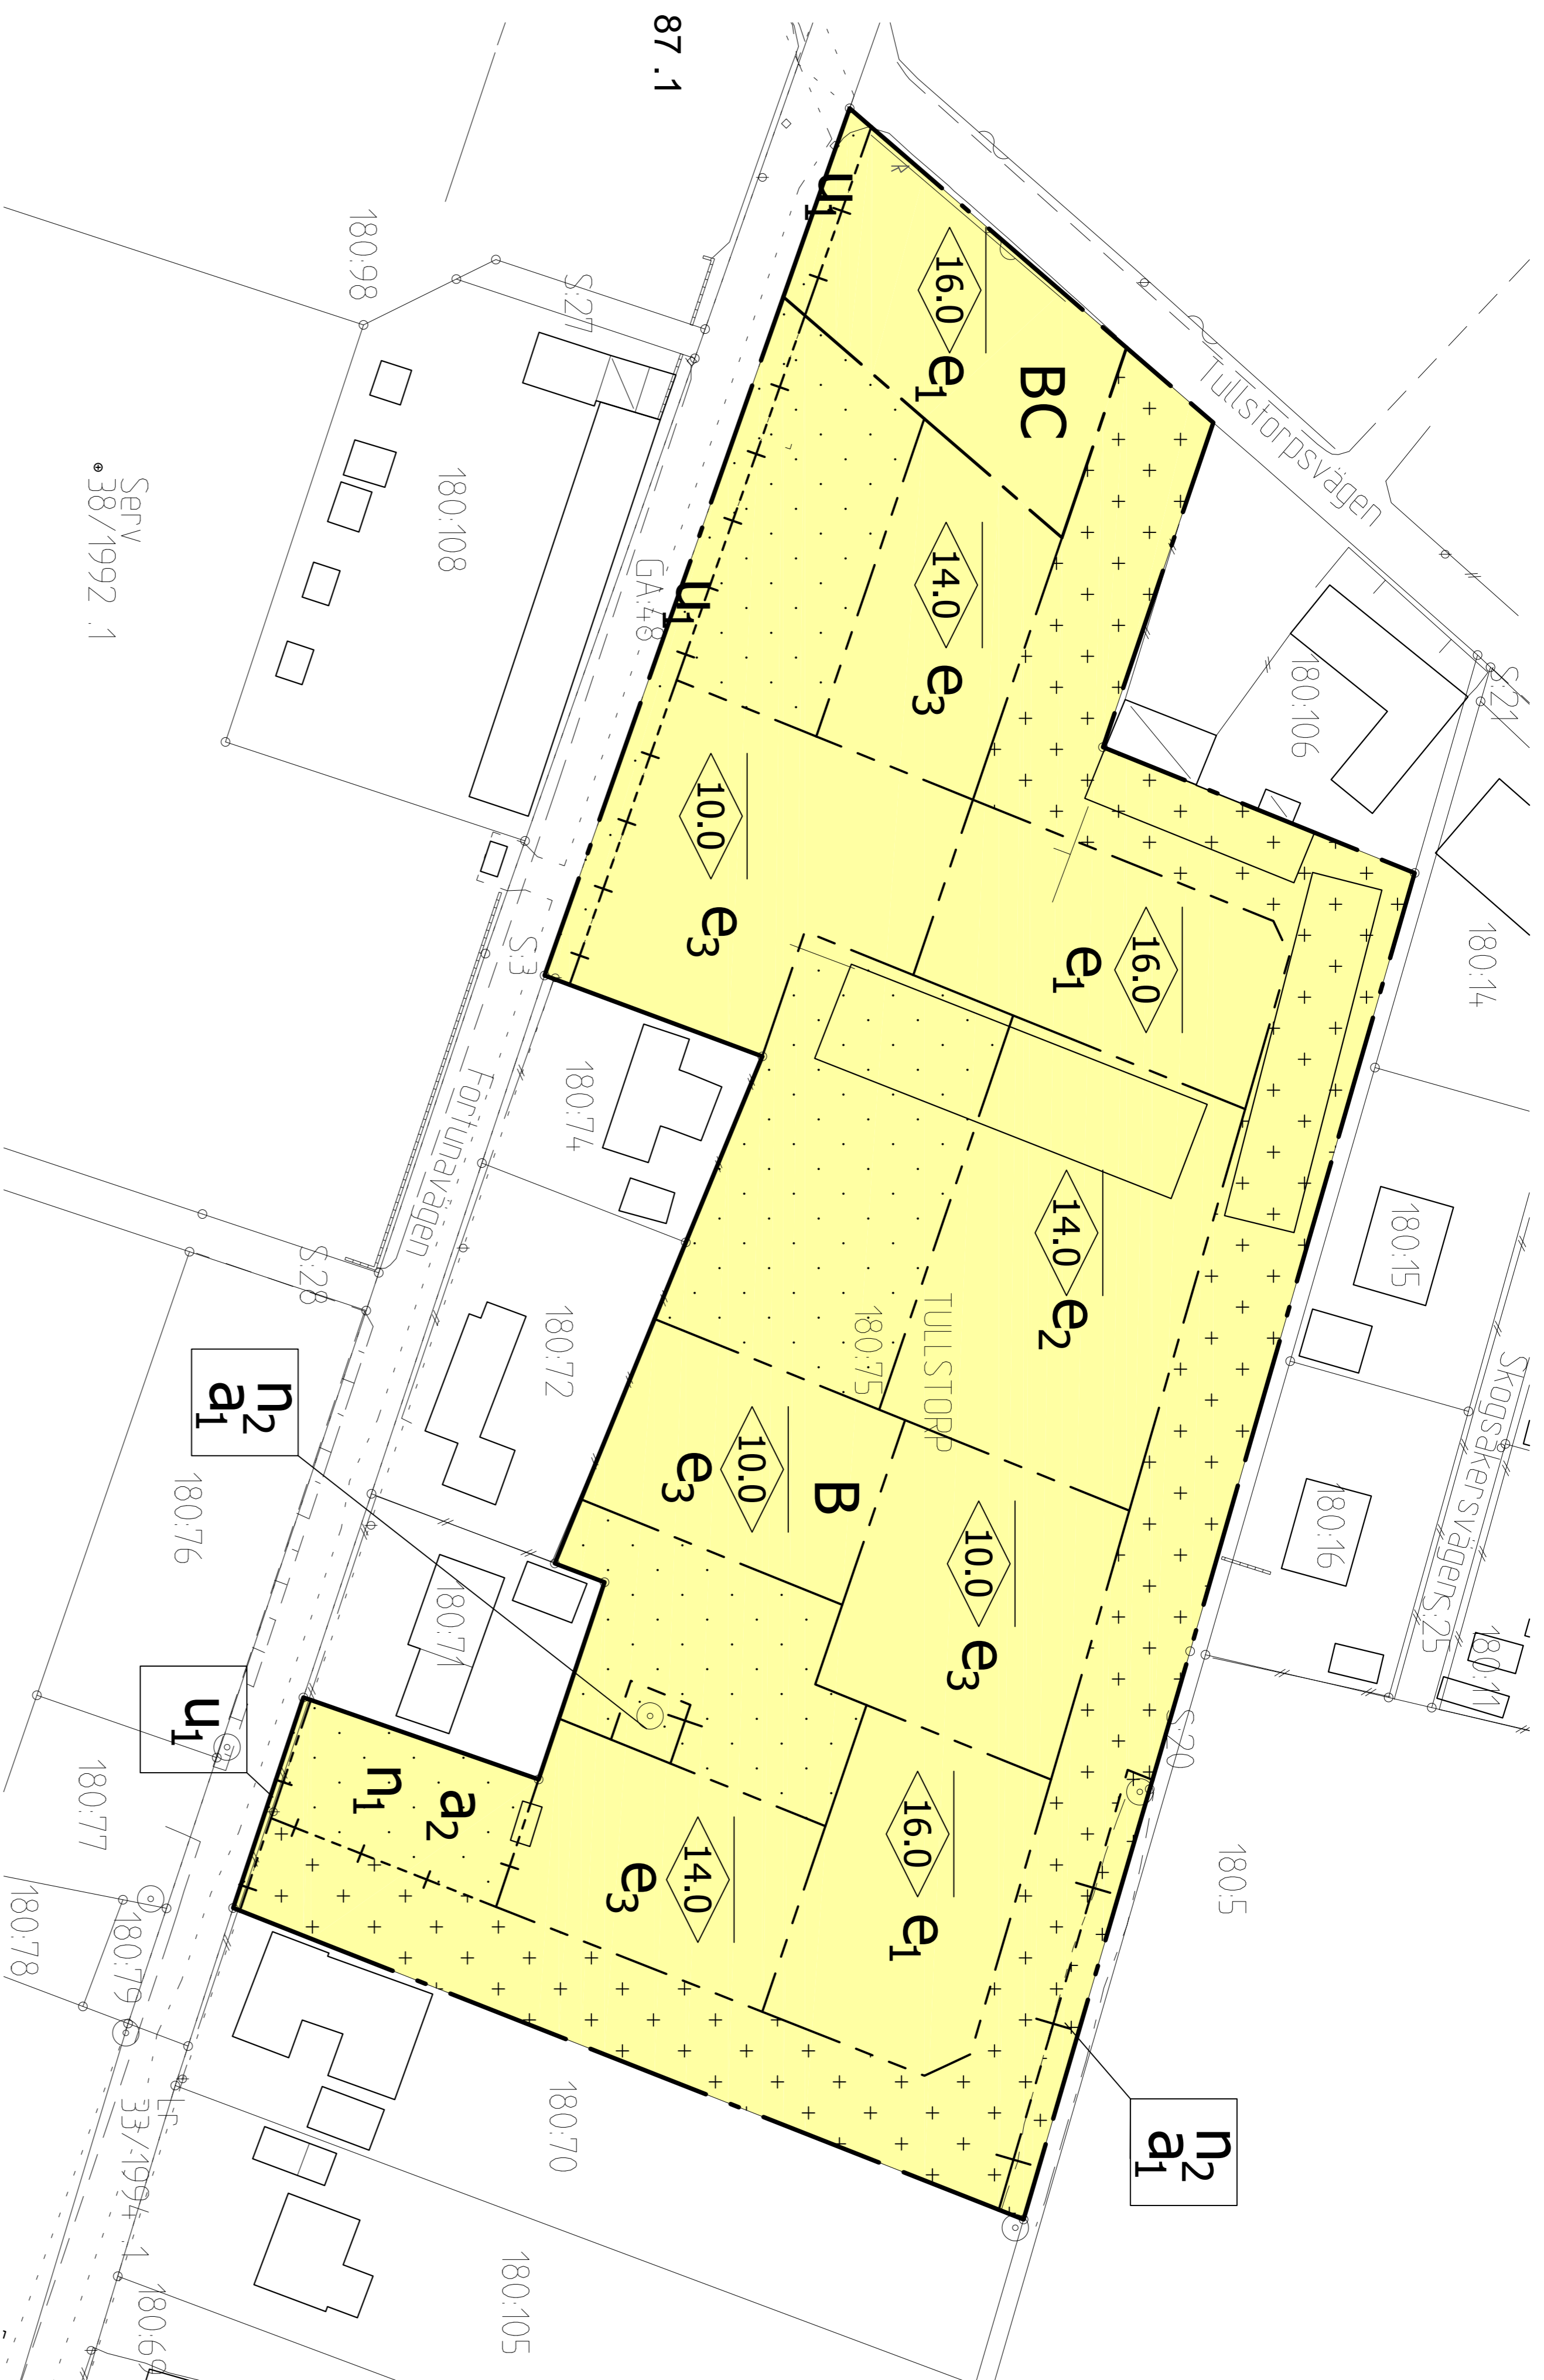 87 .1
Tullstorpsvägen
u1
16.0
e1
BC
180:98
S:27
14.0
e3
180:108
Serv
38/1992 .1
GA:48
u1
S:21
180:106
10.0
e3
16.0
e1
180:14
S:3
180:74
Fortunavägen
14.0
e2
180:15
S:28
180:72
180:75
TULLSTORP
Skogsåkersvägen
S:25
n2
a1
10.0
e3
B
10.0
e3
180:16
180:76
180:71
180:11
u1
n1
a2
S:20
180:77
14.0
e3
16.0
e1
180:5
180:78
180:79
180:70
n2
a1
LF
33/1994 .1
180:105
180:69